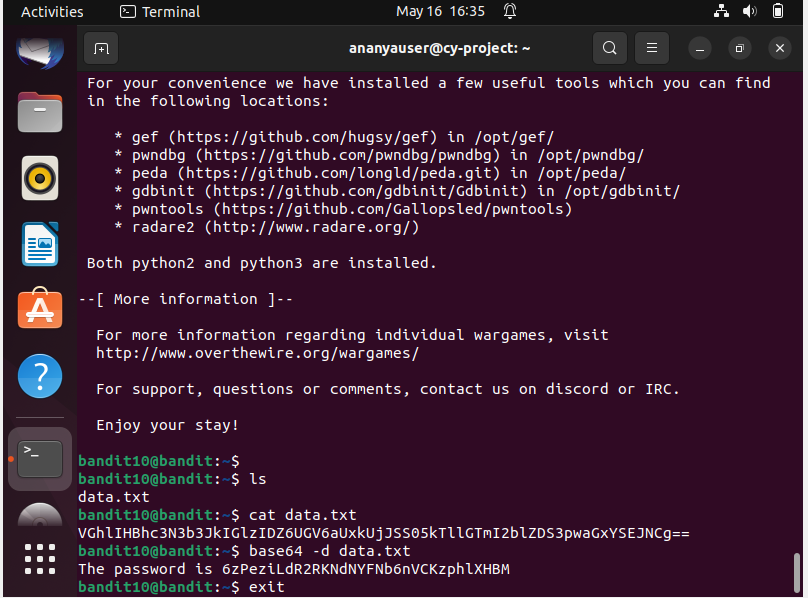 Activities Terminal May 16 16:35
ananyauser@cy-project: ~
For your convenience we have installed a few useful tools which you can find
in the following locations:
* gef (https://github.com/hugsy/gef) in /opt/gef/
* pwndbg (https://github.com/pwndbg/pwndbg) in /opt/pwndbg/
* peda (https://github.com/longld/peda.git) in /opt/peda/
* gdbinit (https://github.com/gdbinit/Gdbinit) in /opt/gdbinit/
* pwntools (https://github.com/Gallopsled/pwntools)
* radare2 (http://www.radare.org/)
Both python2 and python3 are installed.
--[ More information ]--
For more information regarding individual wargames, visit
http://www.overthewire.org/wargames/
For support, questions or comments, contact us on discord or IRC.
Enjoy your stay!
bandit10@bandit:~$
bandit10@bandit:~$ ls
data.txt
bandit10@bandit:~$ cat data.txt
VGhlIHBhc3N3b3JkIGlzIDZ6UGV6aUxkUjJSS05kTllGTmI2blZDS3pwaGxYSEJNCg==
bandit10@bandit:~$ base64 -d data.txt
The password is 6zPeziLdR2RKNdNYFNb6nVCKzphlXHBM
bandit10@bandit:~$ exit